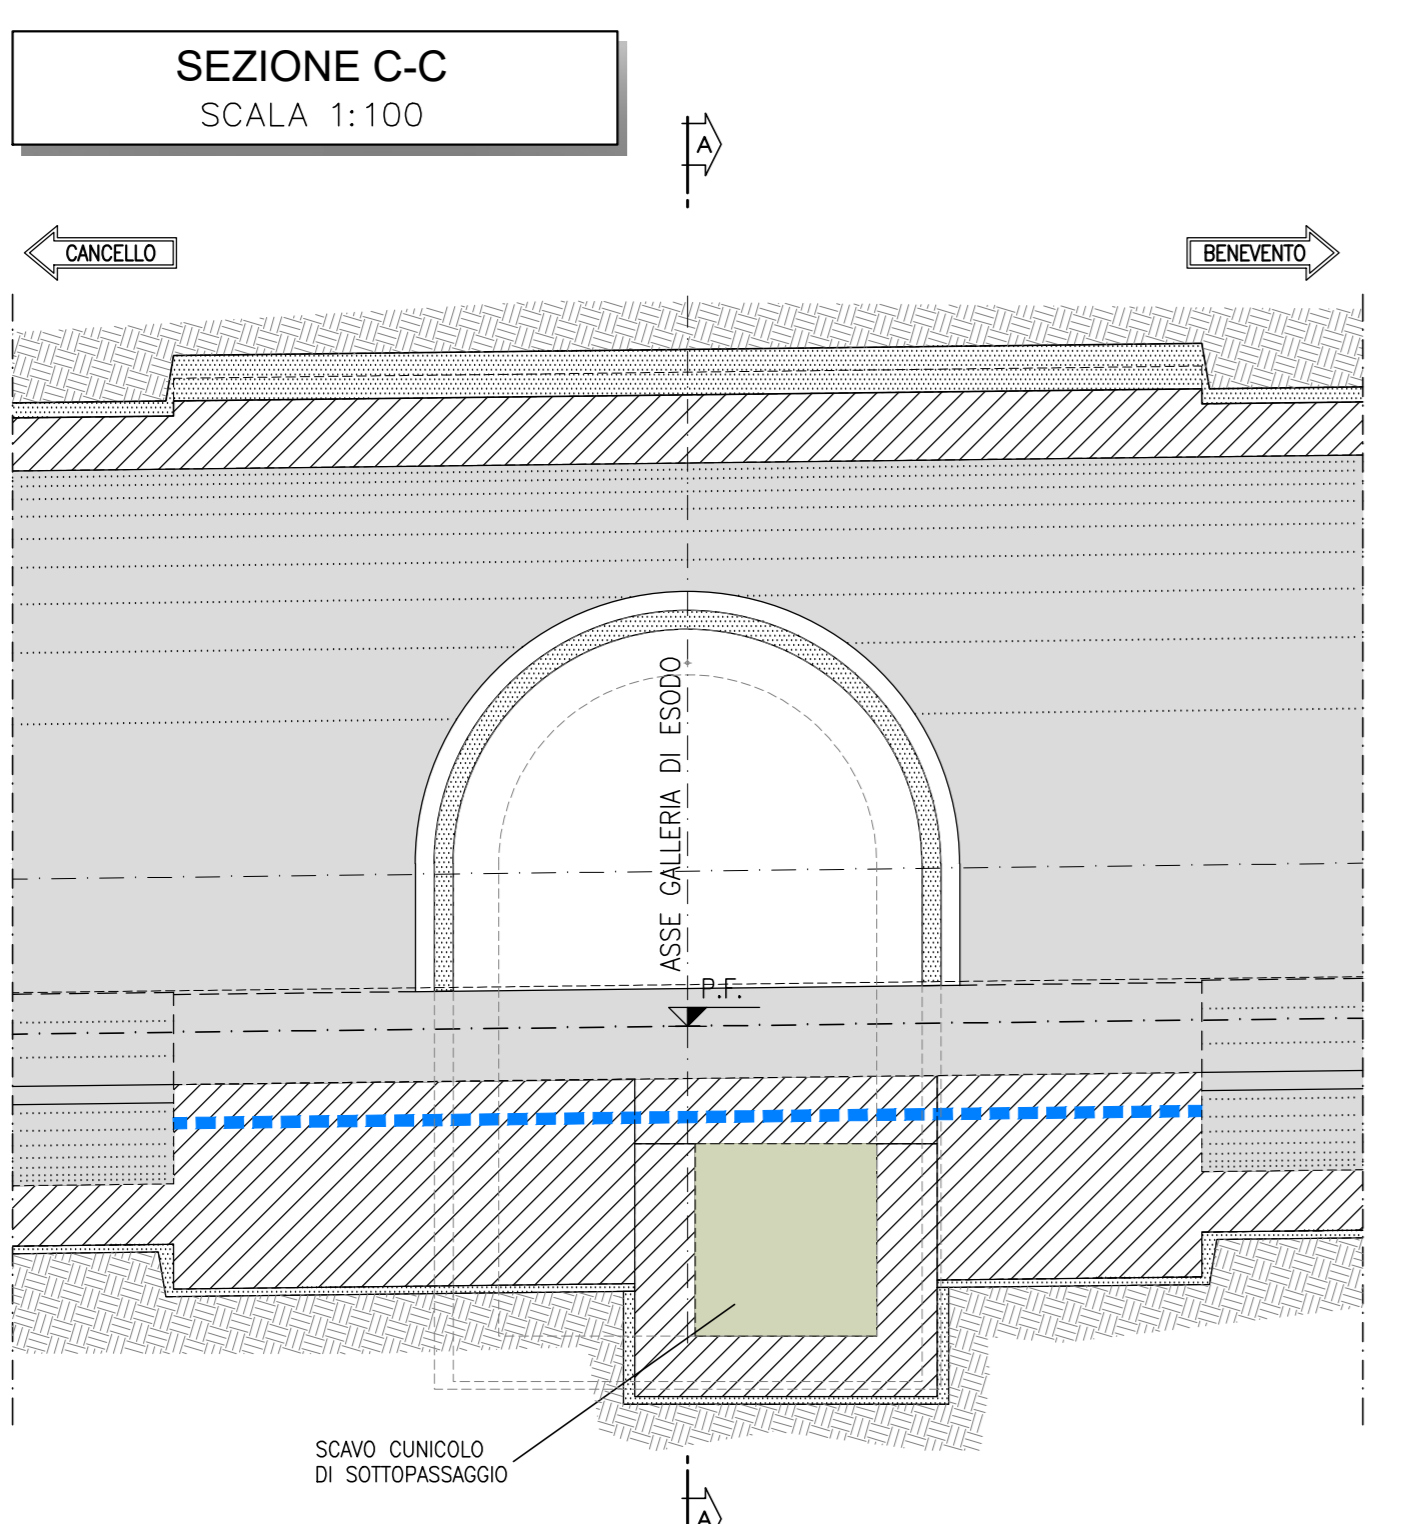 SEZIONE C-C
SCALA 1:100
A
CANCELLO
BENEVENTO
ASSE GALLERIA DI ESODO
P.F.
SCAVO CUNICOLO
DI SOTTOPASSAGGIO
A